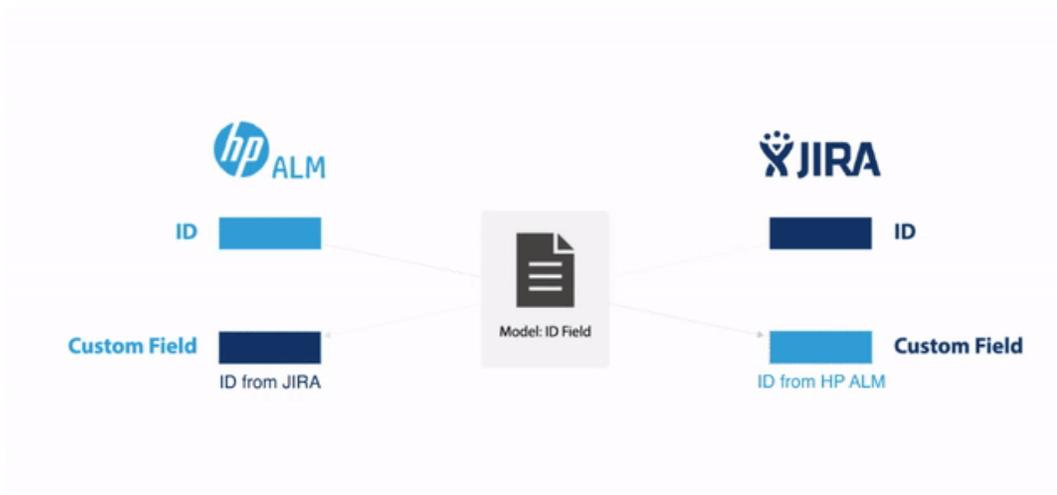 hp ALM
JIRA
ID
ID
Model: ID Field
Custom Field
Custom Field
ID from JIRA
ID from HP ALM